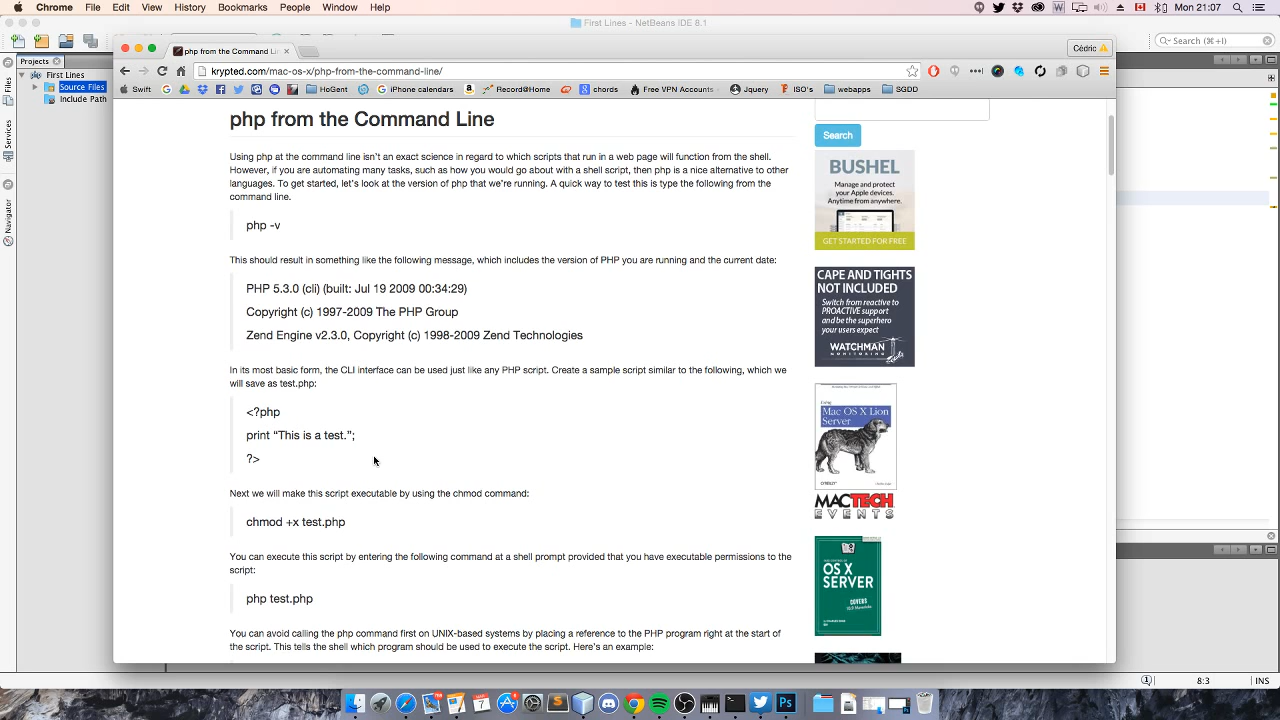 Chrome File Edit View History Bookmarks People Window Help
Mon 21:07
First Lines - NetBeans IDE 8.1
Search (⌘+I)
Projects
First Lines
Source Files
Include Path
Files
Services
Navigator
php from the Command Lin
Cédric
krypted.com/mac-os-x/php-from-the-command-line/
Swift
HoGent
iPhonecalendars
Record@Home
chords
Free VPN Accounts
jquery
ISO's
webapps
SGDD
php from the Command Line
Using php at the command line isn't an exact science in regard to which scripts that run in a web page will function from the shell.
However, if you are automating many tasks, such as how you would go about with a shell script, then php is a nice alternative to other
languages. To get started, let's look at the version of php that we're running. A quick way to test this is type the following from the
command line.
php -v
This should result in something like the following message, which includes the version of PHP you are running and the current date:
PHP 5.3.0 (cli) (built: Jul 19 2009 00:34:29)
Copyright (c) 1997-2009 The PHP Group
Zend Engine v2.3.0, Copyright (c) 1998-2009 Zend Technologies
In its most basic form, the CLI interface can be used just like any PHP script. Create a sample script similar to the following, which we
will save as test.php:
<?php
print “This is a test.”;
?>
Next we will make this script executable by using the chmod command:
chmod +x test.php
You can execute this script by entering the following command at a shell prompt provided that you have executable permissions to the
script:
php test.php
You can avoid calling the php command first on UNIX-based systems by placing a reference to the PHP program right at the start of
the script. This tells the shell which program should be used to execute the script. Here's an example:
Search
BUSHEL
Manage and protect
your Apple devices.
Anytime from anywhere.
GET STARTED FOR FREE
CAPE AND TIGHTS
NOT INCLUDED
Switch from reactive to
PROACTIVE support
and be the superhero
your users expect
WATCHMAN
MONITORING
Using
Mac OS X Lion
Server
O'REILLY
MACTECH
EVENTS
OS X
SERVER
COVERS
8:3
INS